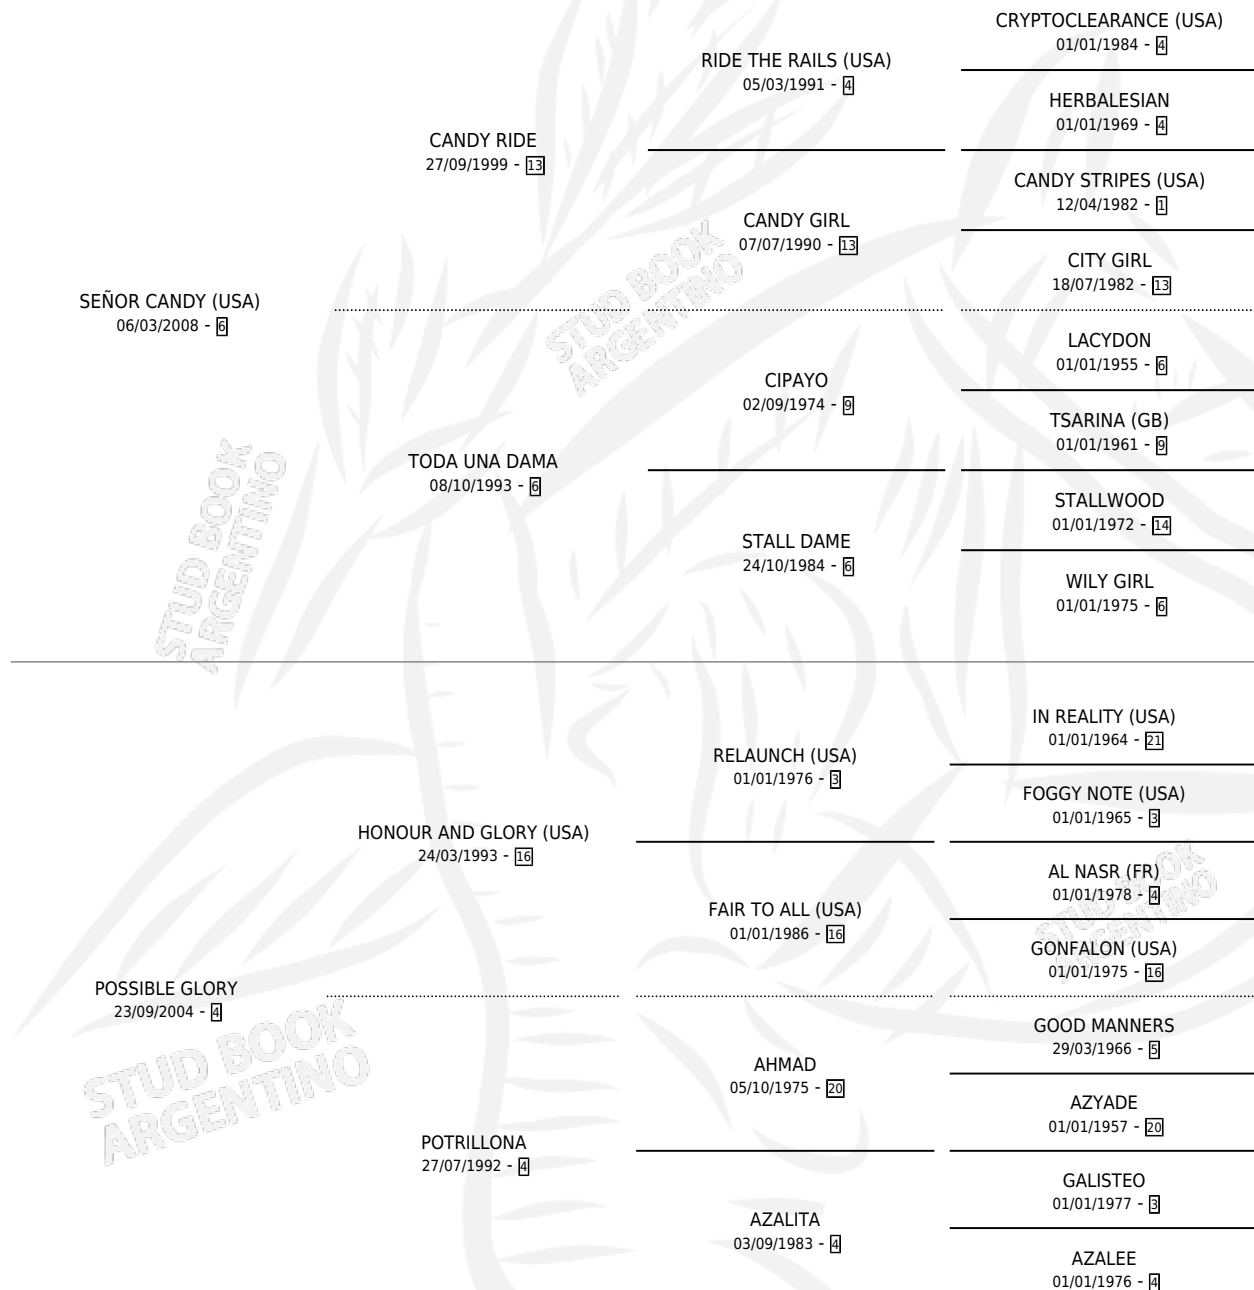 CRYPTOCLEARANCE (USA)
01/01/1984 - 4
RIDE THE RAILS (USA)
05/03/1991 - 4
HERBALESIAN
01/01/1969 - 4
CANDY RIDE
27/09/1999 - 13
CANDY STRIPES (USA)
12/04/1982 - 1
CANDY GIRL
07/07/1990 - 13
CITY GIRL
18/07/1982 - 13
SEÑOR CANDY (USA)
06/03/2008 - 6
LACYDON
01/01/1955 - 6
CIPAYO
02/09/1974 - 9
TSARINA (GB)
01/01/1961 - 9
TODA UNA DAMA
08/10/1993 - 6
STALLWOOD
01/01/1972 - 14
STALL DAME
24/10/1984 - 6
WILY GIRL
01/01/1975 - 6
IN REALITY (USA)
01/01/1964 - 21
RELAUNCH (USA)
01/01/1976 - 3
FOGGY NOTE (USA)
01/01/1965 - 3
HONOUR AND GLORY (USA)
24/03/1993 - 16
AL NASR (FR)
01/01/1978 - 4
FAIR TO ALL (USA)
01/01/1986 - 16
GONFALON (USA)
01/01/1975 - 16
POSSIBLE GLORY
23/09/2004 - 4
GOOD MANNERS
29/03/1966 - 5
AHMAD
05/10/1975 - 20
AZYADE
01/01/1957 - 20
POTRILLONA
27/07/1992 - 4
GALISTEO
01/01/1977 - 3
AZALITA
03/09/1983 - 4
AZALEE
01/01/1976 - 4
STUD BOOK
ARGENTINO
STUD BOOK
ARGENTINO
STUD BOOK
ARGENTINO
STUD BOOK
ARGENTINO